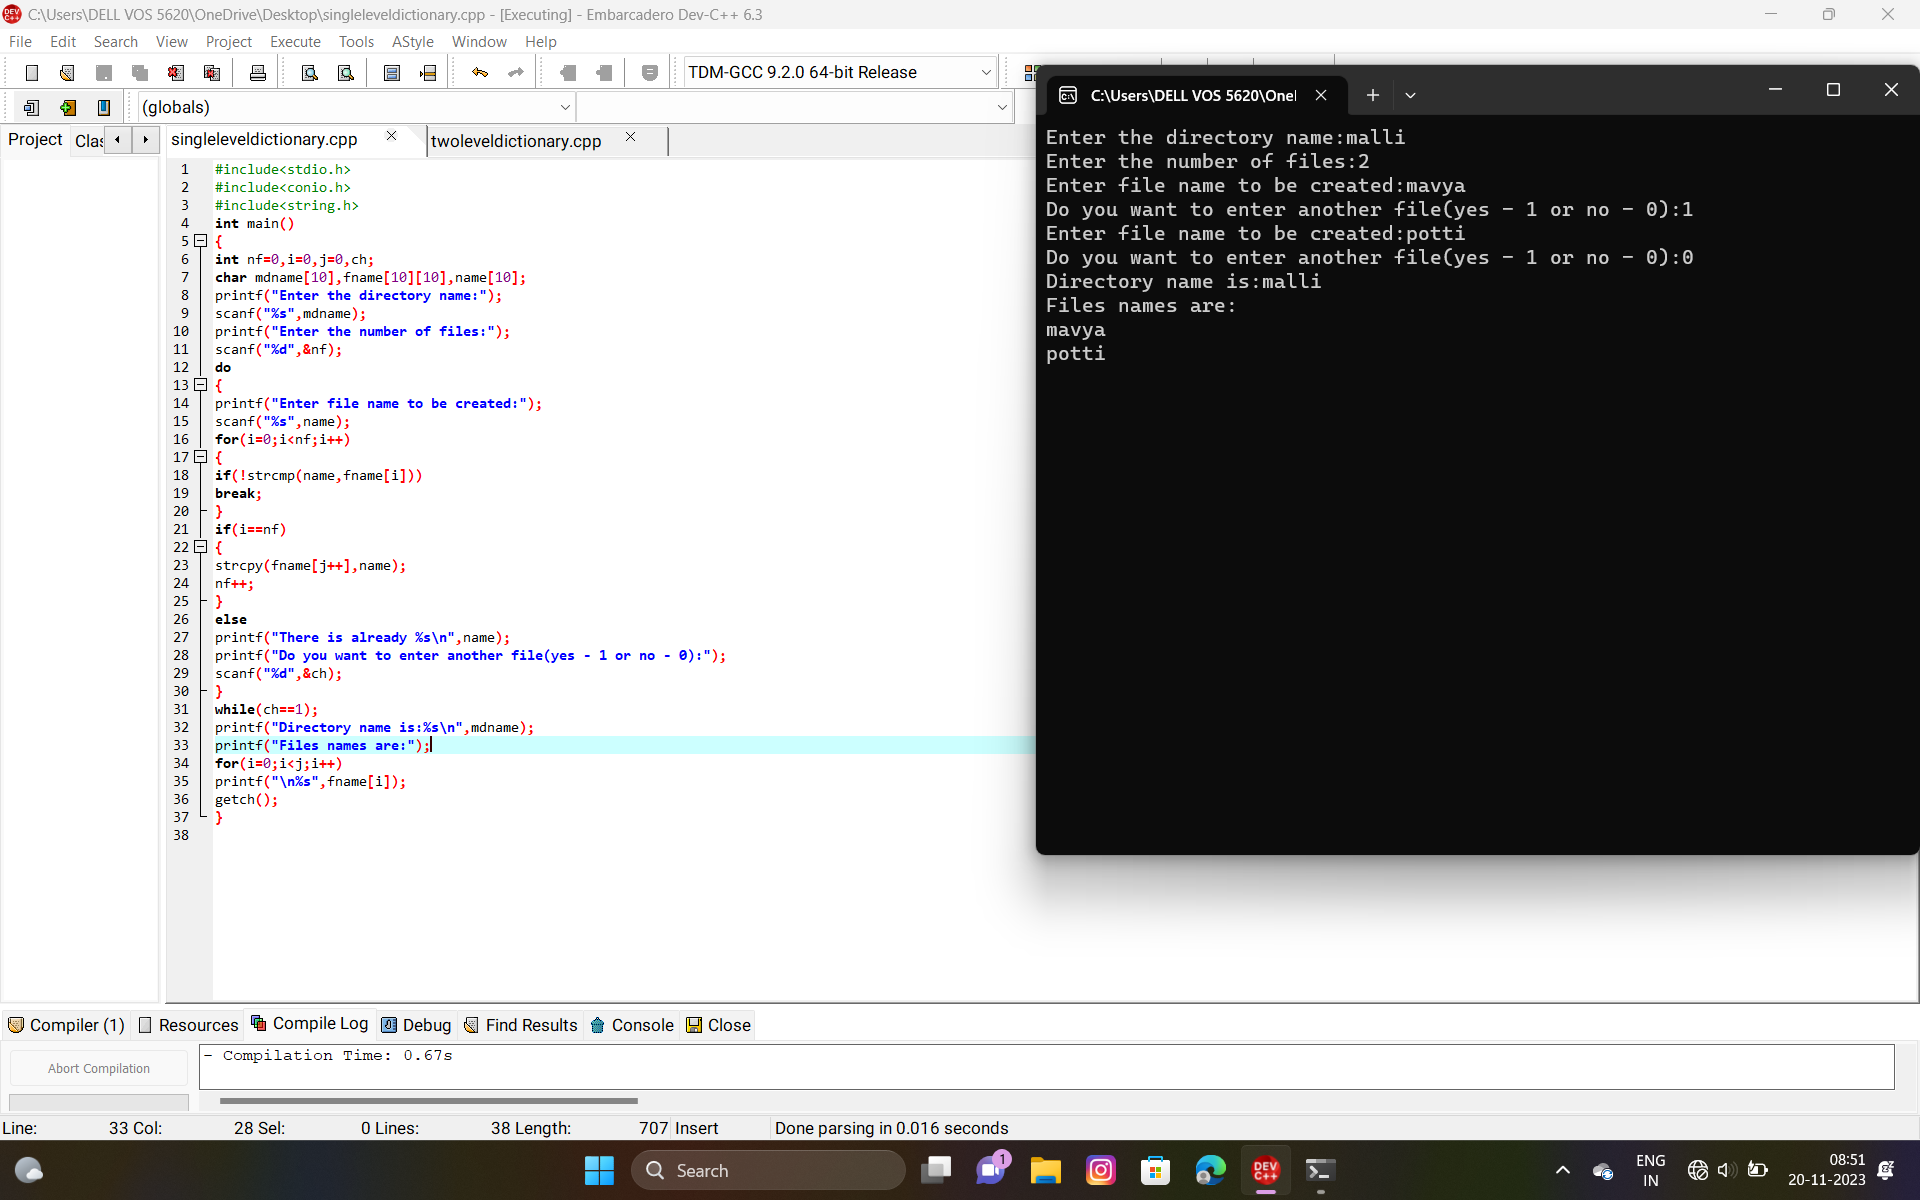 C:\Users\DELL VOS 5620\OneDrive\Desktop\singleleveldictionary.cpp - [Executing] - Embarcadero Dev-C++ 6.3
File Edit Search View Project Execute Tools AStyle Window Help
TDM-GCC 9.2.0 64-bit Release
(globals)
Project Clas singleleveldictionary.cpp twoleveldictionary.cpp
1 #include<stdio.h>
2 #include<conio.h>
3 #include<string.h>
4 int main()
5 {
6 int nf=0,i=0,j=0,ch;
7 char mdname[10],fname[10][10],name[10];
8 printf("Enter the directory name:");
9 scanf("%s",mdname);
10 printf("Enter the number of files:");
11 scanf("%d",&nf);
12 do
13 {
14 printf("Enter file name to be created:");
15 scanf("%s",name);
16 for(i=0;i<nf;i++)
17 {
18 if(!strcmp(name,fname[i]))
19 break;
20 }
21 if(i==nf)
22 {
23 strcpy(fname[j++],name);
24 nf++;
25 }
26 else
27 printf("There is already %s\n",name);
28 printf("Do you want to enter another file(yes - 1 or no - 0):");
29 scanf("%d",&ch);
30 }
31 while(ch==1);
32 printf("Directory name is:%s\n",mdname);
33 printf("Files names are:");
34 for(i=0;i<j;i++)
35 printf("\n%s",fname[i]);
36 getch();
37 }
38
C:\Users\DELL VOS 5620\OneI
Enter the directory name:malli
Enter the number of files:2
Enter file name to be created:mavya
Do you want to enter another file(yes - 1 or no - 0):1
Enter file name to be created:potti
Do you want to enter another file(yes - 1 or no - 0):0
Directory name is:malli
Files names are:
mavya
potti
Compiler (1) Resources Compile Log Debug Find Results Console Close
Abort Compilation
- Compilation Time: 0.67s
Line: 33 Col: 28 Sel: 0 Lines: 38 Length: 707 Insert Done parsing in 0.016 seconds
Search
1
DEV C++
ENG
IN
08:51
20-11-2023